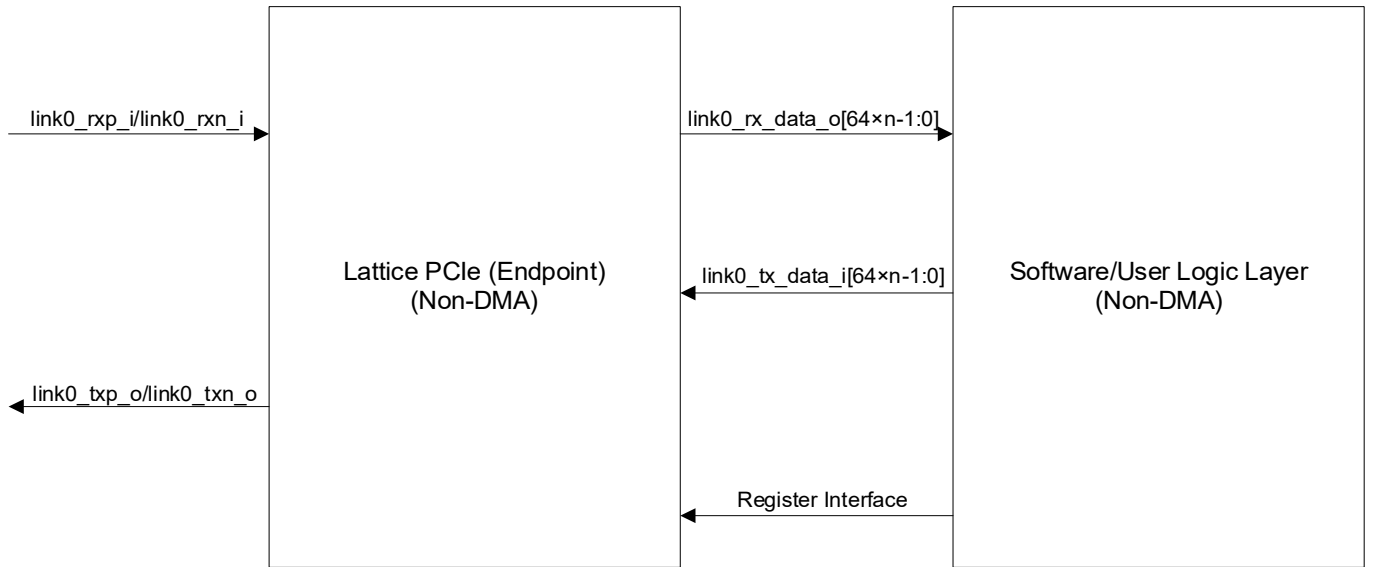 link0_rxp_i/link0_rxn_i
link0_rx_data_o[64×n-1:0]
Lattice PCIe (Endpoint)
(Non-DMA)
Software/User Logic Layer
(Non-DMA)
link0_tx_data_i[64×n-1:0]
link0_txp_o/link0_txn_o
Register Interface